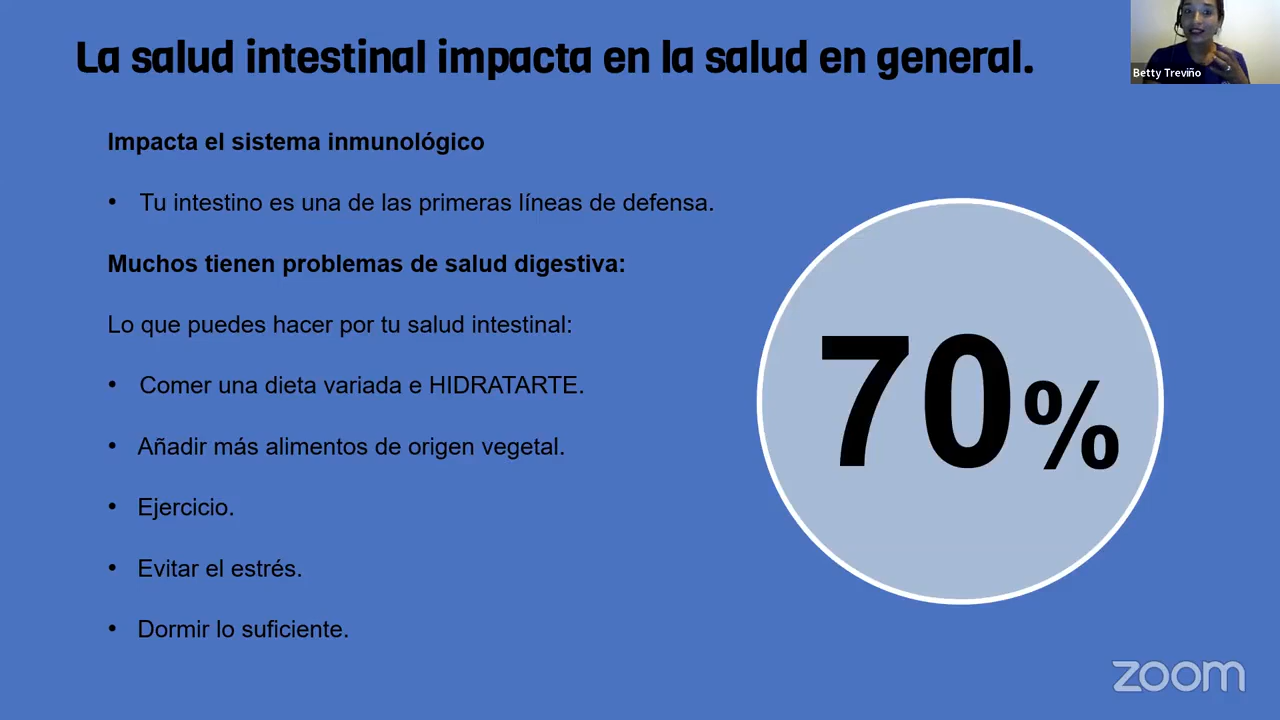 La salud intestinal impacta en la salud en general.
Betty Treviño
Impacta el sistema inmunológico
• Tu intestino es una de las primeras líneas de defensa.
Muchos tienen problemas de salud digestiva:
Lo que puedes hacer por tu salud intestinal:
• Comer una dieta variada e HIDRATARTE.
• Añadir más alimentos de origen vegetal.
• Ejercicio.
• Evitar el estrés.
• Dormir lo suficiente.
70%
zoom